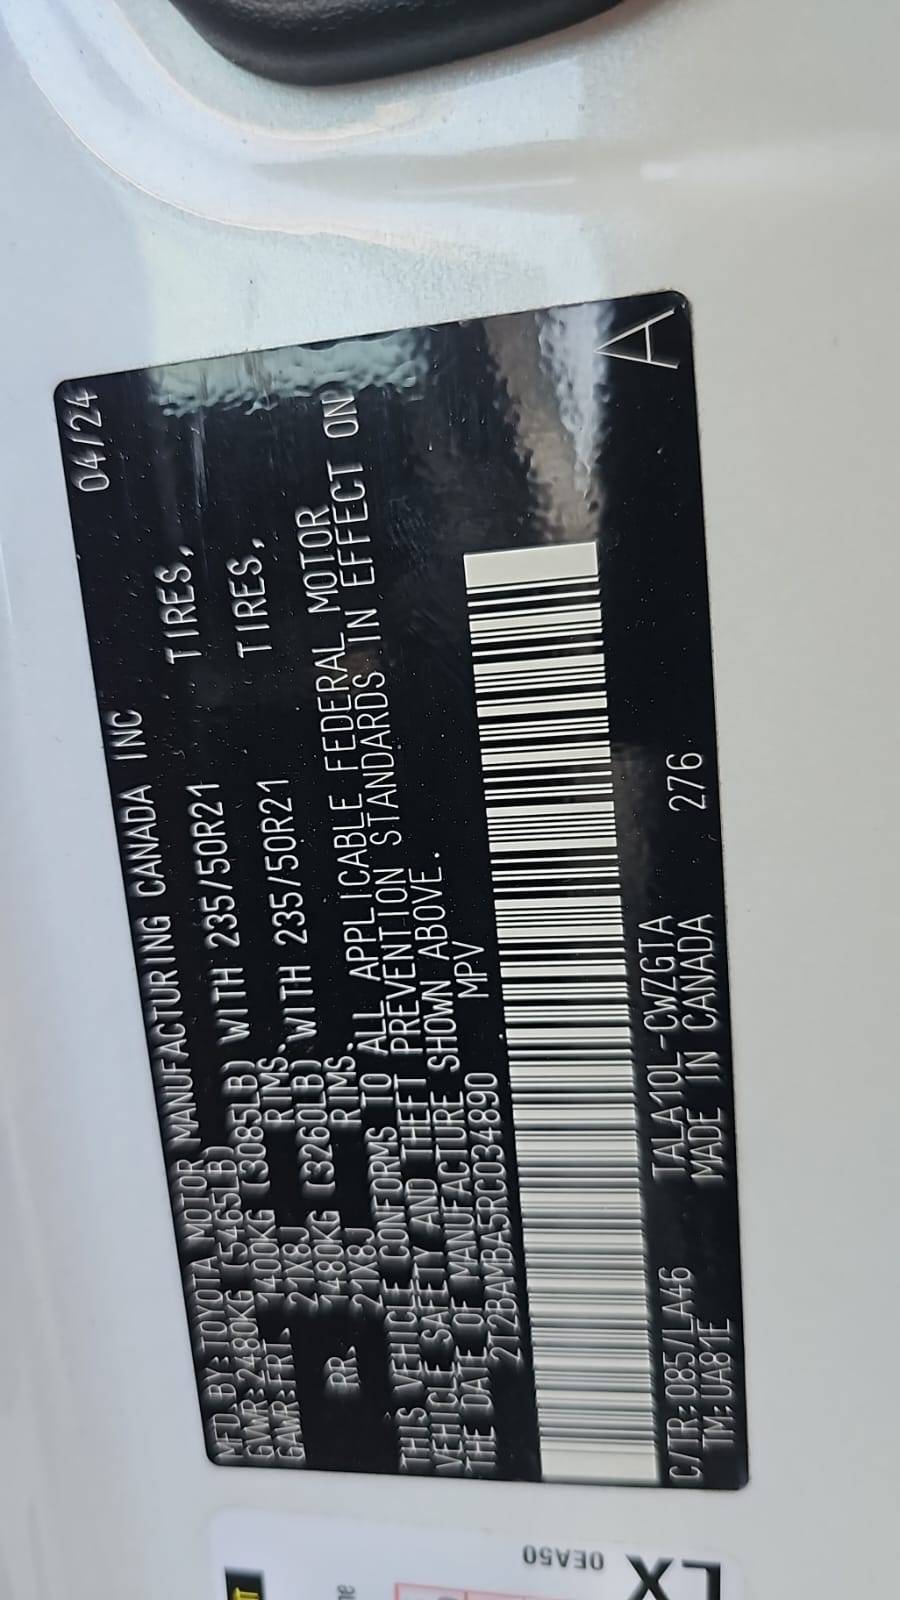 MFD BY: TOYOTA MOTOR MANUFACTURING CANADA INC 04/24
GVWR: 2480KG (5465LB)
GAWR: FRT. 1400KG (3085LB) WITH 235/50R21 TIRES,
21X8J RIMS.
RR. 1480KG (3260LB) WITH 235/50R21 TIRES,
21X8J RIMS.
THIS VEHICLE CONFORMS TO ALL APPLICABLE FEDERAL MOTOR
VEHICLE SAFETY AND THEFT PREVENTION STANDARDS IN EFFECT ON
THE DATE OF MANUFACTURE SHOWN ABOVE.
2T2BAMBA5RC034890 MPV
C/TR: 085/LA46 TALA10L-CWZGTA 276 A
TM: UA81E MADE IN CANADA
0EA50